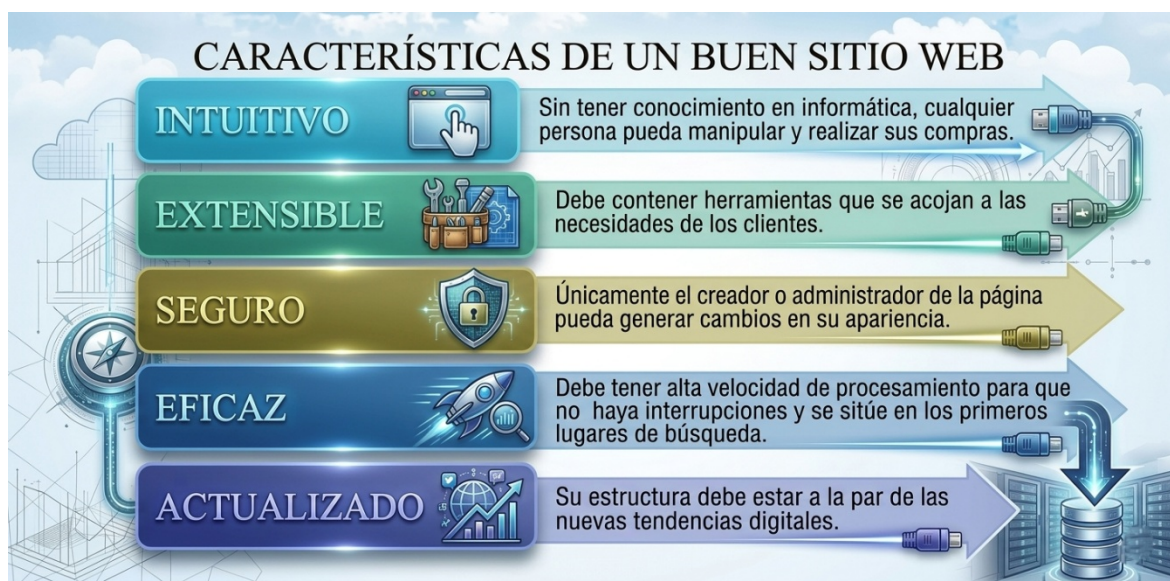 CARACTERÍSTICAS DE UN BUEN SITIO WEB
INTUITIVO
Sin tener conocimiento en informática, cualquier
persona pueda manipular y realizar sus compras.
EXTENSIBLE
Debe contener herramientas que se acojan a las
necesidades de los clientes.
SEGURO
Únicamente el creador o administrador de la página
pueda generar cambios en su apariencia.
EFICAZ
Debe tener alta velocidad de procesamiento para que
no haya interrupciones y se sitúe en los primeros
lugares de búsqueda.
ACTUALIZADO
Su estructura debe estar a la par de las
nuevas tendencias digitales.